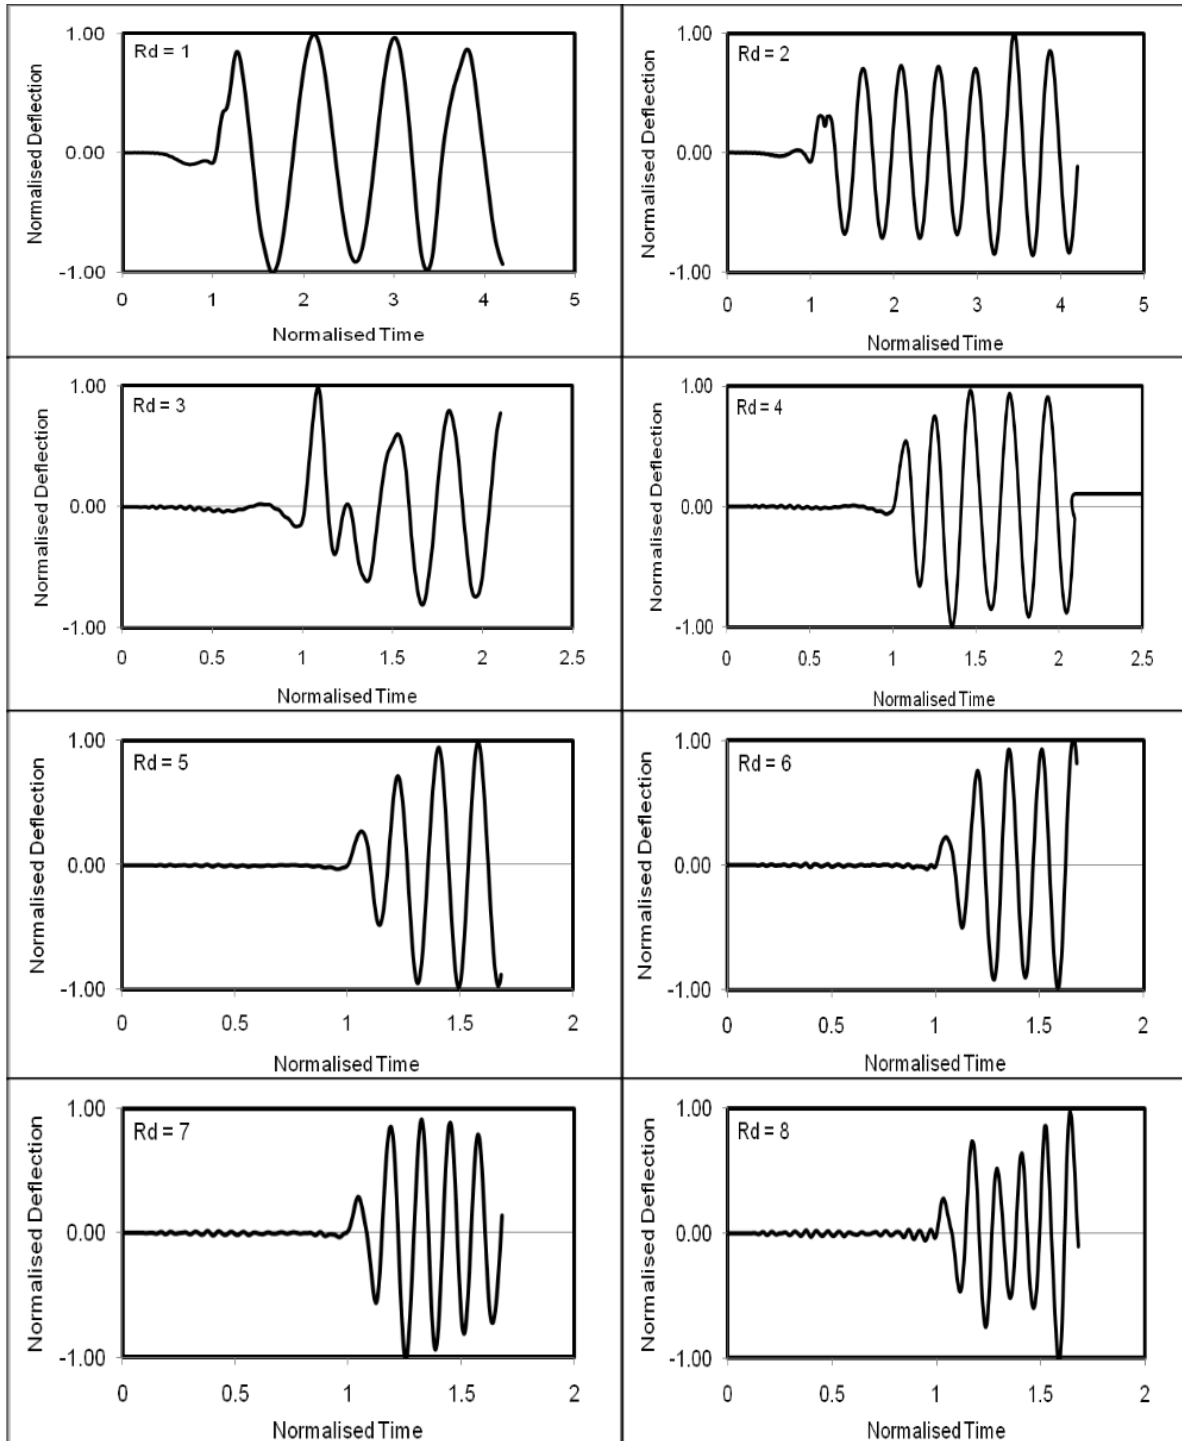 Rd = 1
Normalised Deflection
1.00
0.00
-1.00
0 1 2 3 4 5
Normalised Time
Rd = 2
Normalised Deflection
1.00
0.00
-1.00
0 1 2 3 4 5
Normalised Time
Rd = 3
Normalised Deflection
1.00
0.00
-1.00
0 0.5 1 1.5 2 2.5
Normalised Time
Rd = 4
Normalised Deflection
1.00
0.00
-1.00
0 0.5 1 1.5 2 2.5
Normalised Time
Rd = 5
Normalised Deflection
1.00
0.00
-1.00
0 0.5 1 1.5 2
Normalised Time
Rd = 6
Normalised Deflection
1.00
0.00
-1.00
0 0.5 1 1.5 2
Normalised Time
Rd = 7
Normalised Deflection
1.00
0.00
-1.00
0 0.5 1 1.5 2
Normalised Time
Rd = 8
Normalised Deflection
1.00
0.00
-1.00
0 0.5 1 1.5 2
Normalised Time